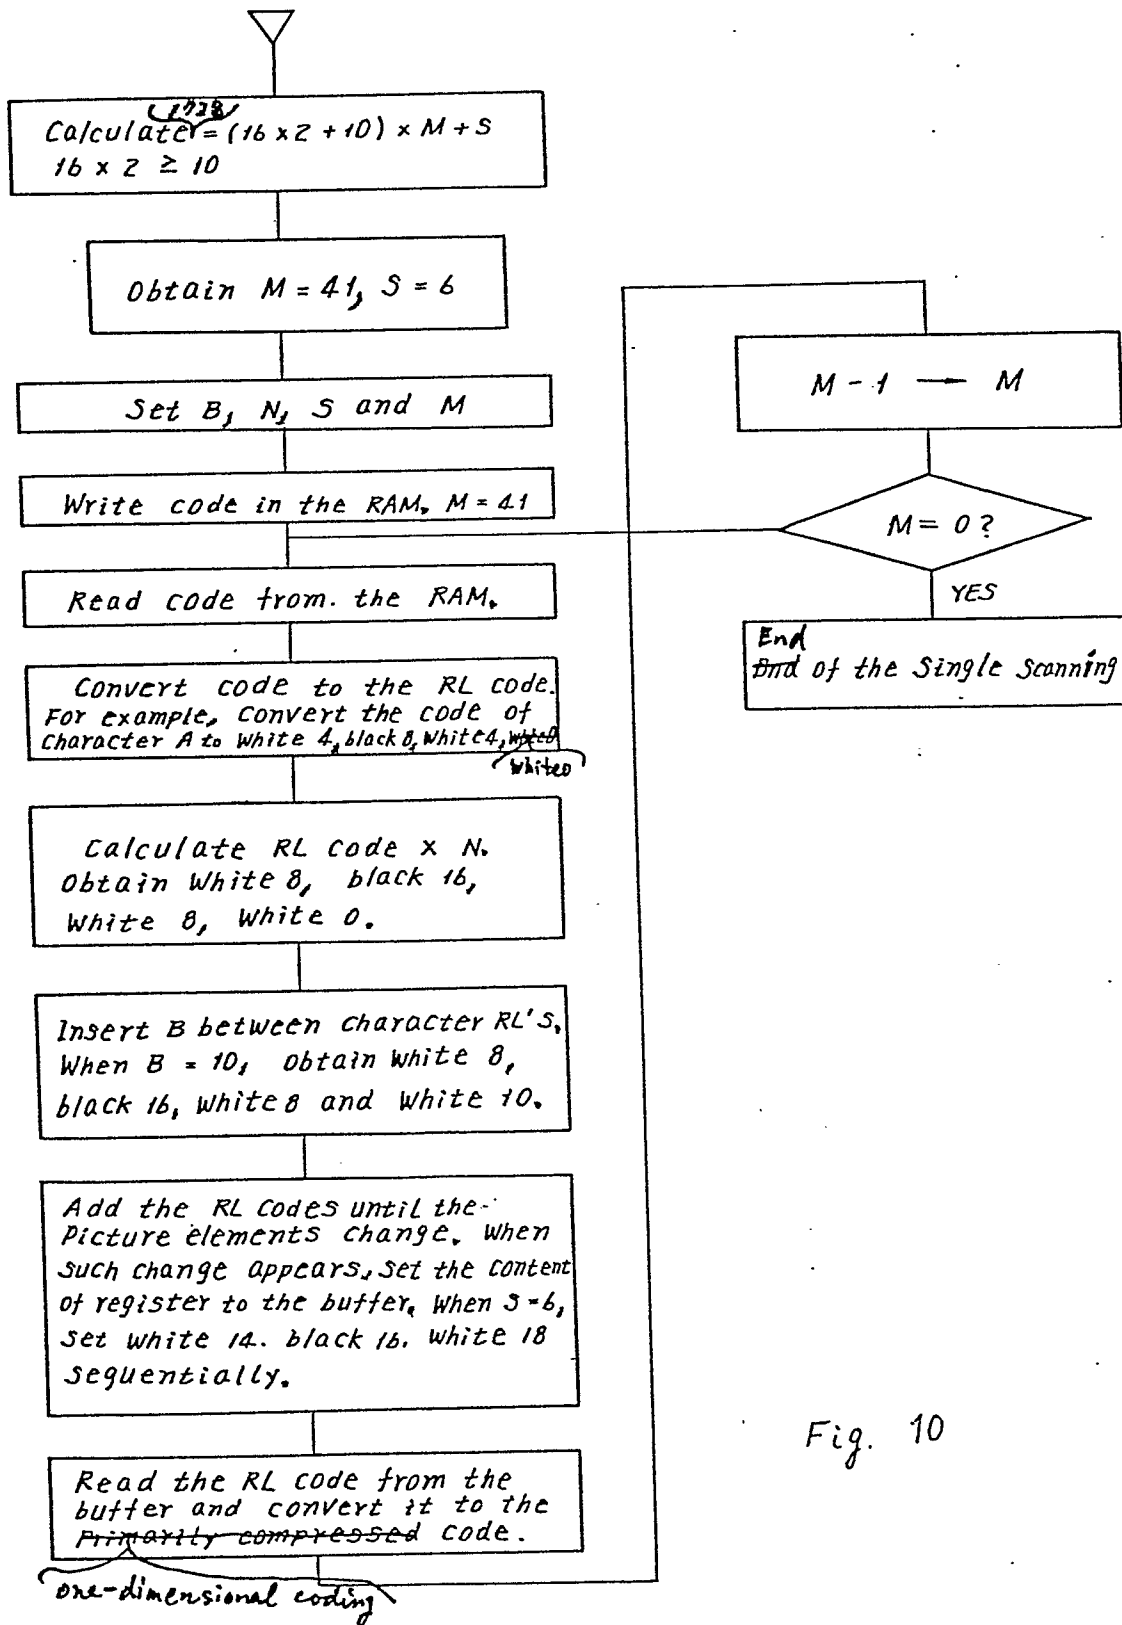 1728
Calculate = (16 x 2 + 10) x M + S
16 x 2 ≥ 10
Obtain M = 41, S = 6
Set B, N, S and M
Write code in the RAM. M = 41
Read code from. the RAM.
Convert code to the RL code.
For example, Convert the code of
Character A to White 4, black 8, White 4, White 0
White 0
Calculate RL Code x N.
Obtain White 8, black 16,
White 8, White 0.
Insert B between character RL's.
When B = 10, Obtain White 8,
black 16, White 8 and White 10.
Add the RL Codes until the
Picture elements change. When
such change appears, set the content
of register to the buffer. When S = 6,
set White 14. black 16. White 18
sequentially.
Read the RL code from the
buffer and convert it to the
Primarily compressed code.
one-dimensional coding
M - 1 → M
M = 0 ?
YES
End
End of the Single Scanning
Fig. 10